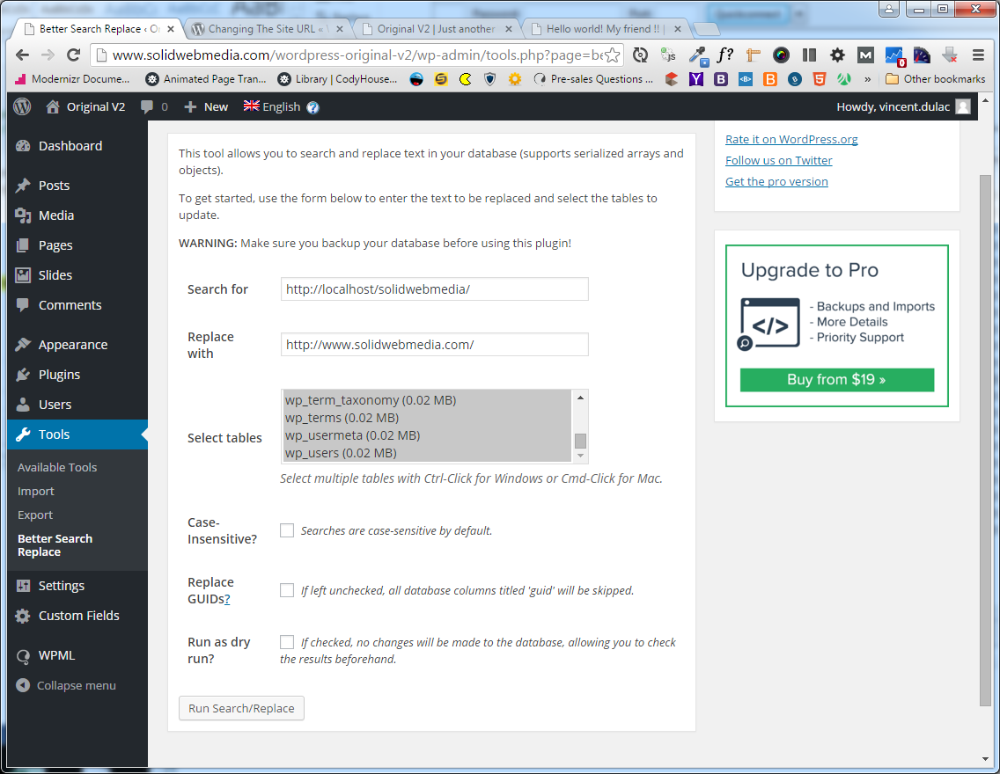 Better Search Replace ‹ O
Changing The Site URL «
Original V2 | Just another
Hello world! My friend !! |
www.solidwebmedia.com/wordpress-original-v2/wp-admin/tools.php?page=be
Modernizr Docume...
Animated Page Tran...
Library | CodyHouse...
Pre-sales Questions ...
»
Other bookmarks
Original V2
0
New
English
Howdy, vincent.dulac
Dashboard
Posts
Media
Pages
Slides
Comments
Appearance
Plugins
Users
Tools
Available Tools
Import
Export
Better Search
Replace
Settings
Custom Fields
WPML
Collapse menu
This tool allows you to search and replace text in your database (supports serialized arrays and
objects).
To get started, use the form below to enter the text to be replaced and select the tables to
update.
WARNING: Make sure you backup your database before using this plugin!
Search for
http://localhost/solidwebmedia/
Replace
with
http://www.solidwebmedia.com/
Select tables
wp_term_taxonomy (0.02 MB)
wp_terms (0.02 MB)
wp_usermeta (0.02 MB)
wp_users (0.02 MB)
Select multiple tables with Ctrl-Click for Windows or Cmd-Click for Mac.
Case-
Insensitive?
Searches are case-sensitive by default.
Replace
GUIDs?
If left unchecked, all database columns titled 'guid' will be skipped.
Run as dry
run?
If checked, no changes will be made to the database, allowing you to check
the results beforehand.
Run Search/Replace
Rate it on WordPress.org
Follow us on Twitter
Get the pro version
Upgrade to Pro
</>
- Backups and Imports
- More Details
- Priority Support
Buy from $19 »